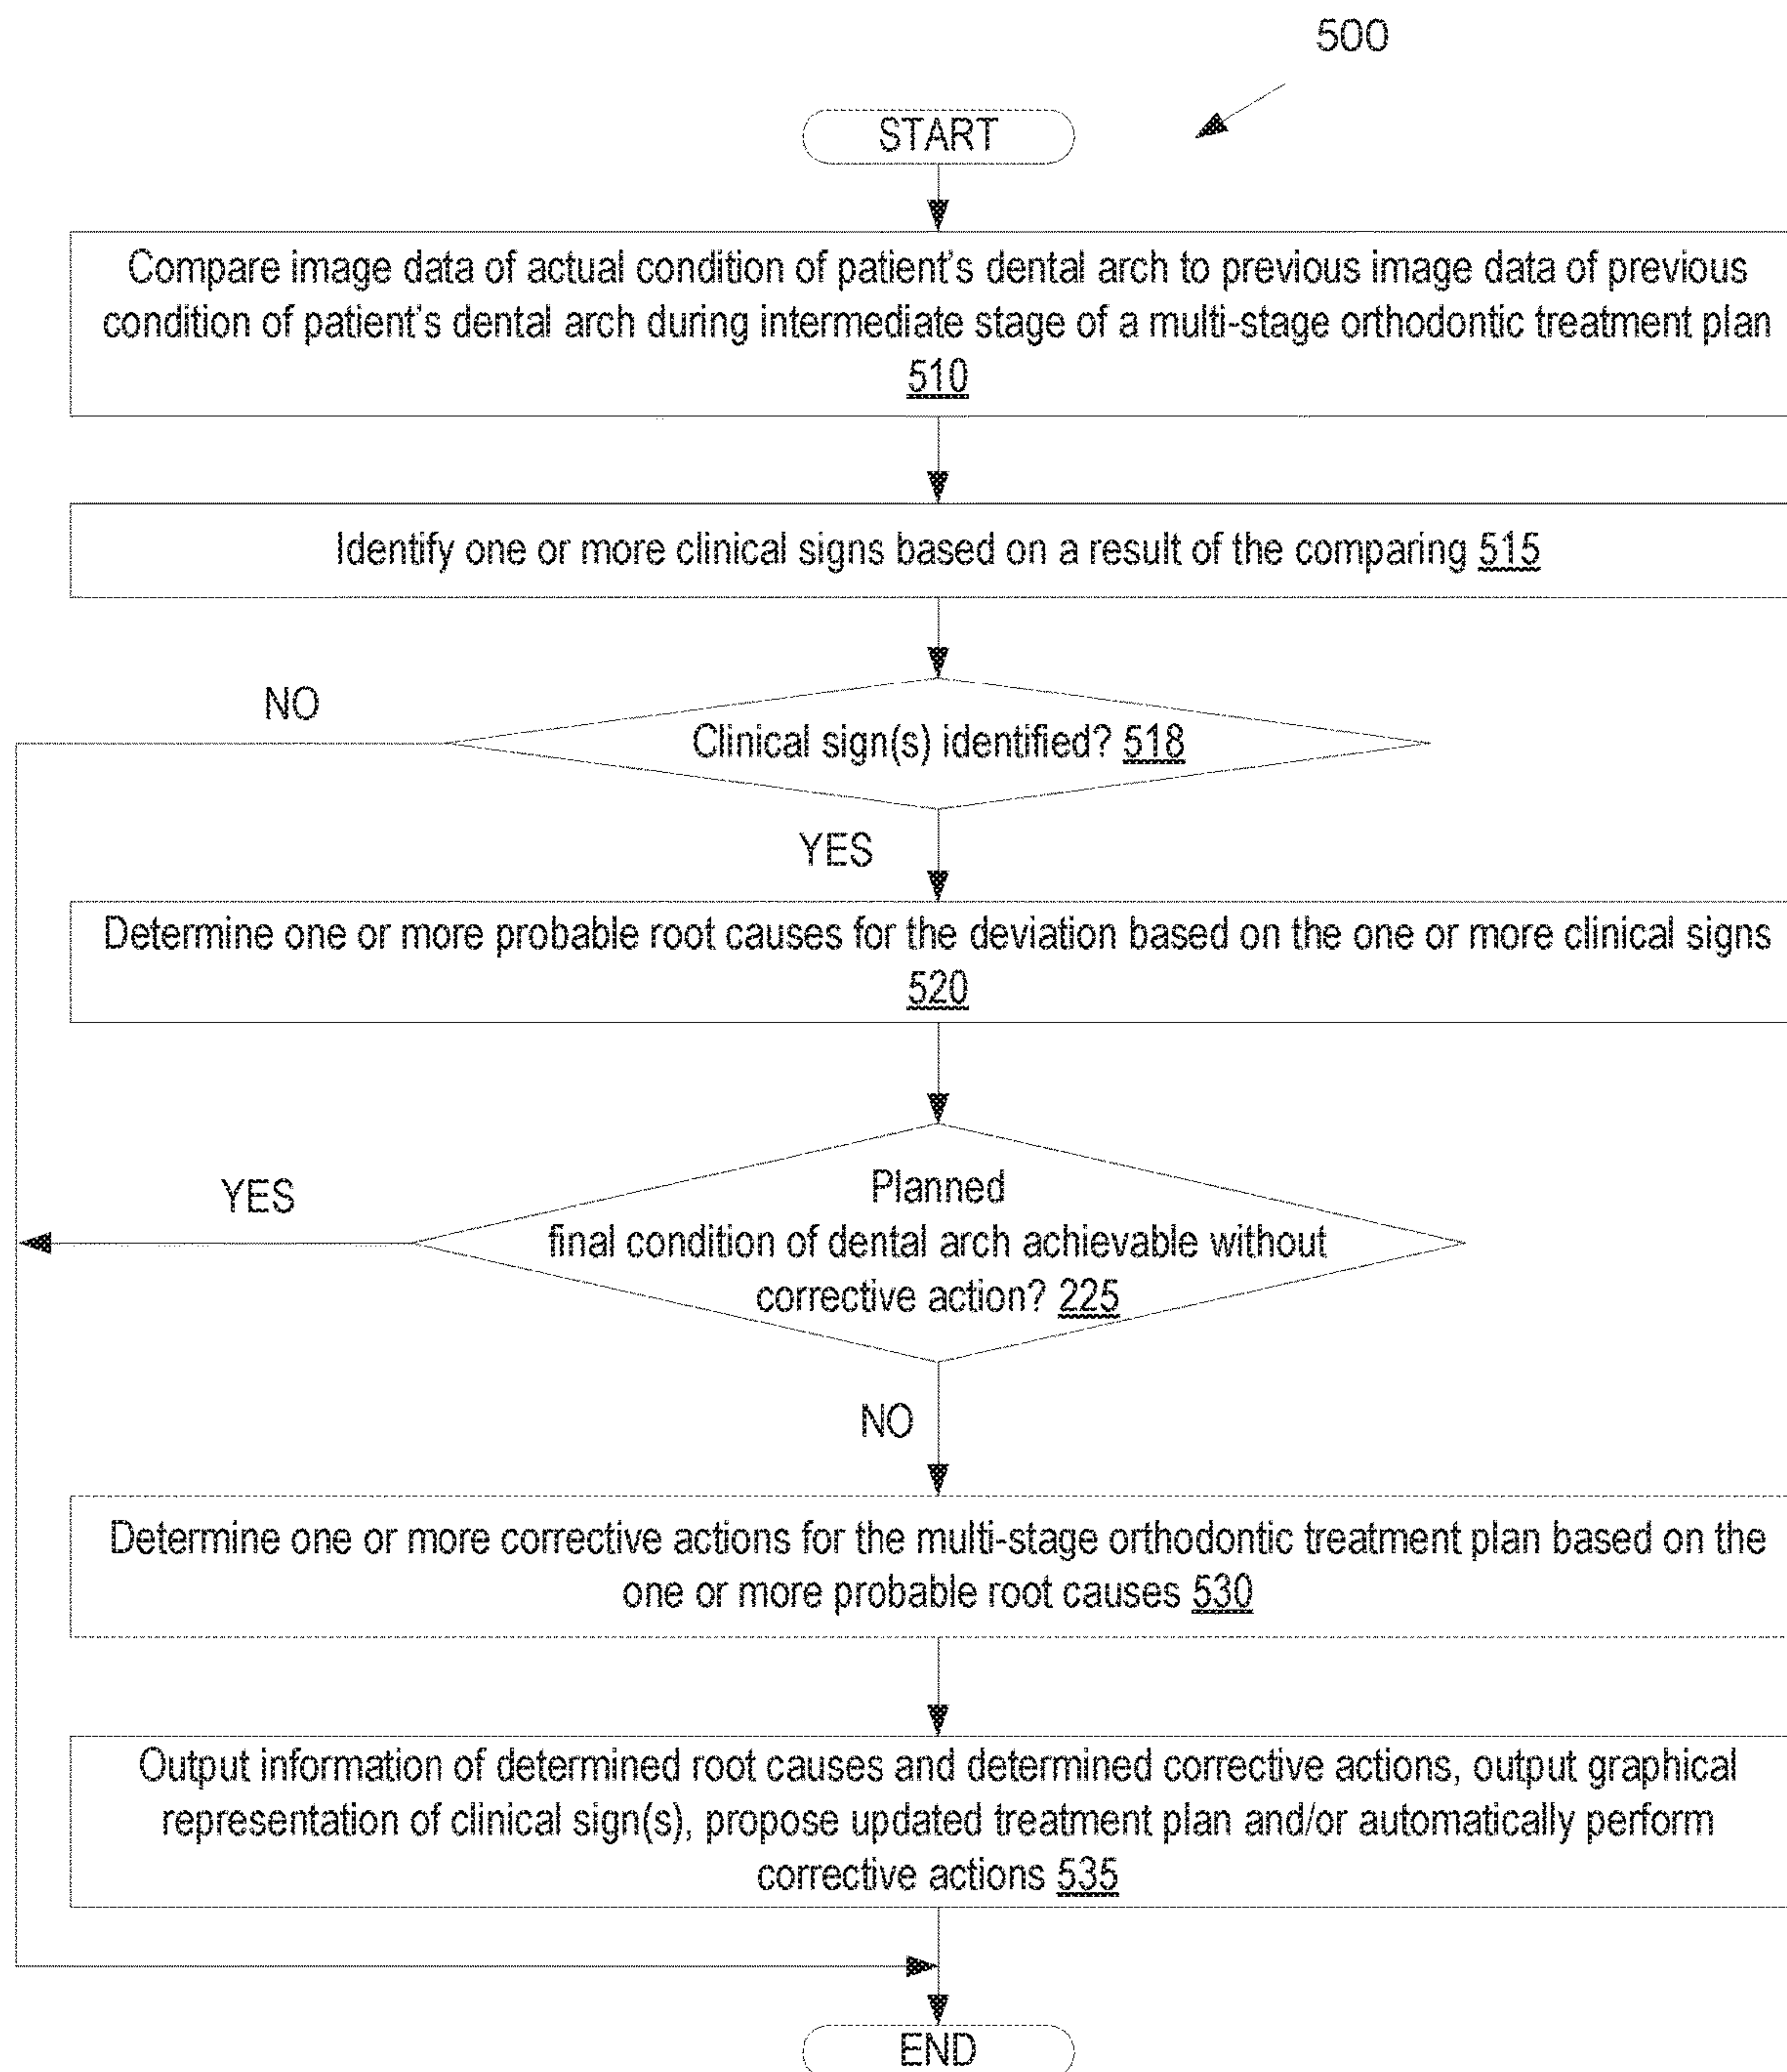 500
START
Compare image data of actual condition of patient's dental arch to previous image data of previous
condition of patient's dental arch during intermediate stage of a multi-stage orthodontic treatment plan
510
Identify one or more clinical signs based on a result of the comparing 515
NO
Clinical sign(s) identified? 518
YES
Determine one or more probable root causes for the deviation based on the one or more clinical signs
520
YES
Planned
final condition of dental arch achievable without
corrective action? 225
NO
Determine one or more corrective actions for the multi-stage orthodontic treatment plan based on the
one or more probable root causes 530
Output information of determined root causes and determined corrective actions, output graphical
representation of clinical sign(s), propose updated treatment plan and/or automatically perform
corrective actions 535
END